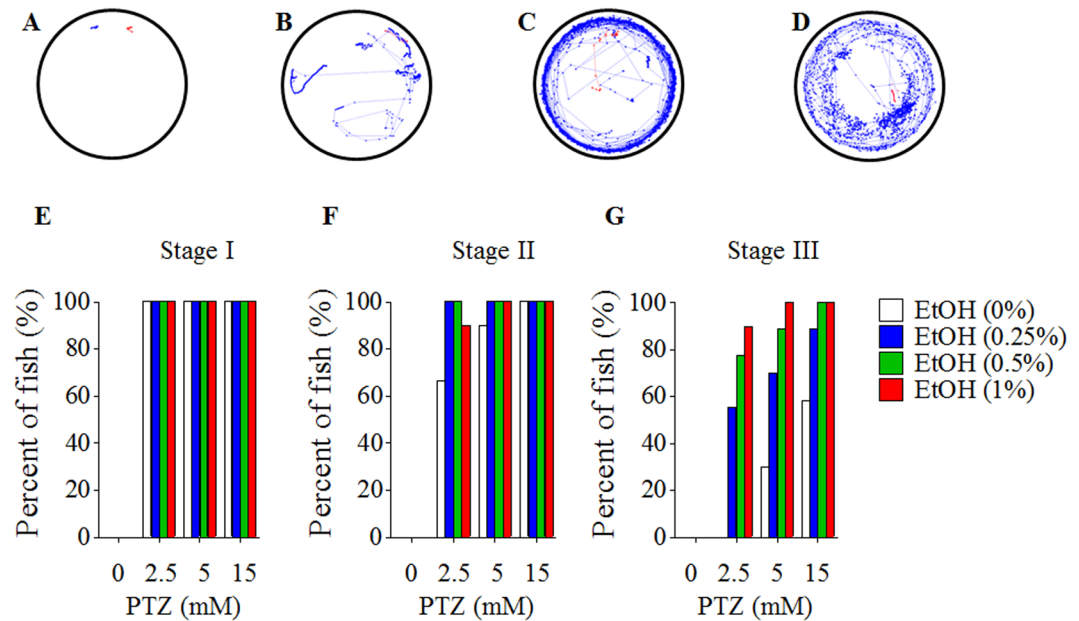 A B C D
E F G
Stage I Stage II Stage III
Percent of fish (%)
100
80
60
40
20
0
0 2.5 5 15
PTZ (mM)
Percent of fish (%)
100
80
60
40
20
0
0 2.5 5 15
PTZ (mM)
Percent of fish (%)
100
80
60
40
20
0
0 2.5 5 15
PTZ (mM)
EtOH (0%)
EtOH (0.25%)
EtOH (0.5%)
EtOH (1%)